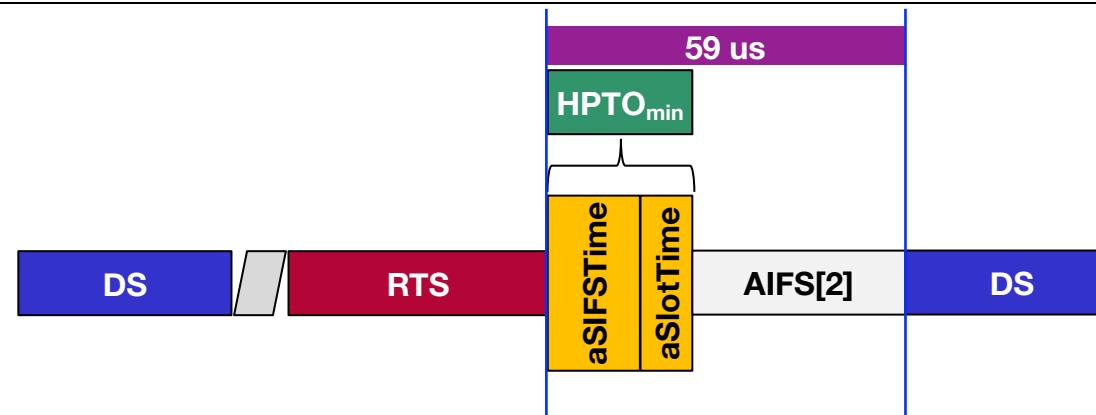 59 us
HPTOmin
aSIFSTime
aSlotTime
DS
RTS
AIFS[2]
DS